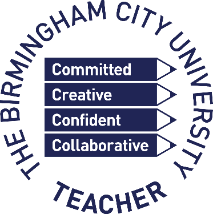 THE BIRMINGHAM CITY UNIVERSITY
Committed
Creative
Confident
Collaborative
TEACHER